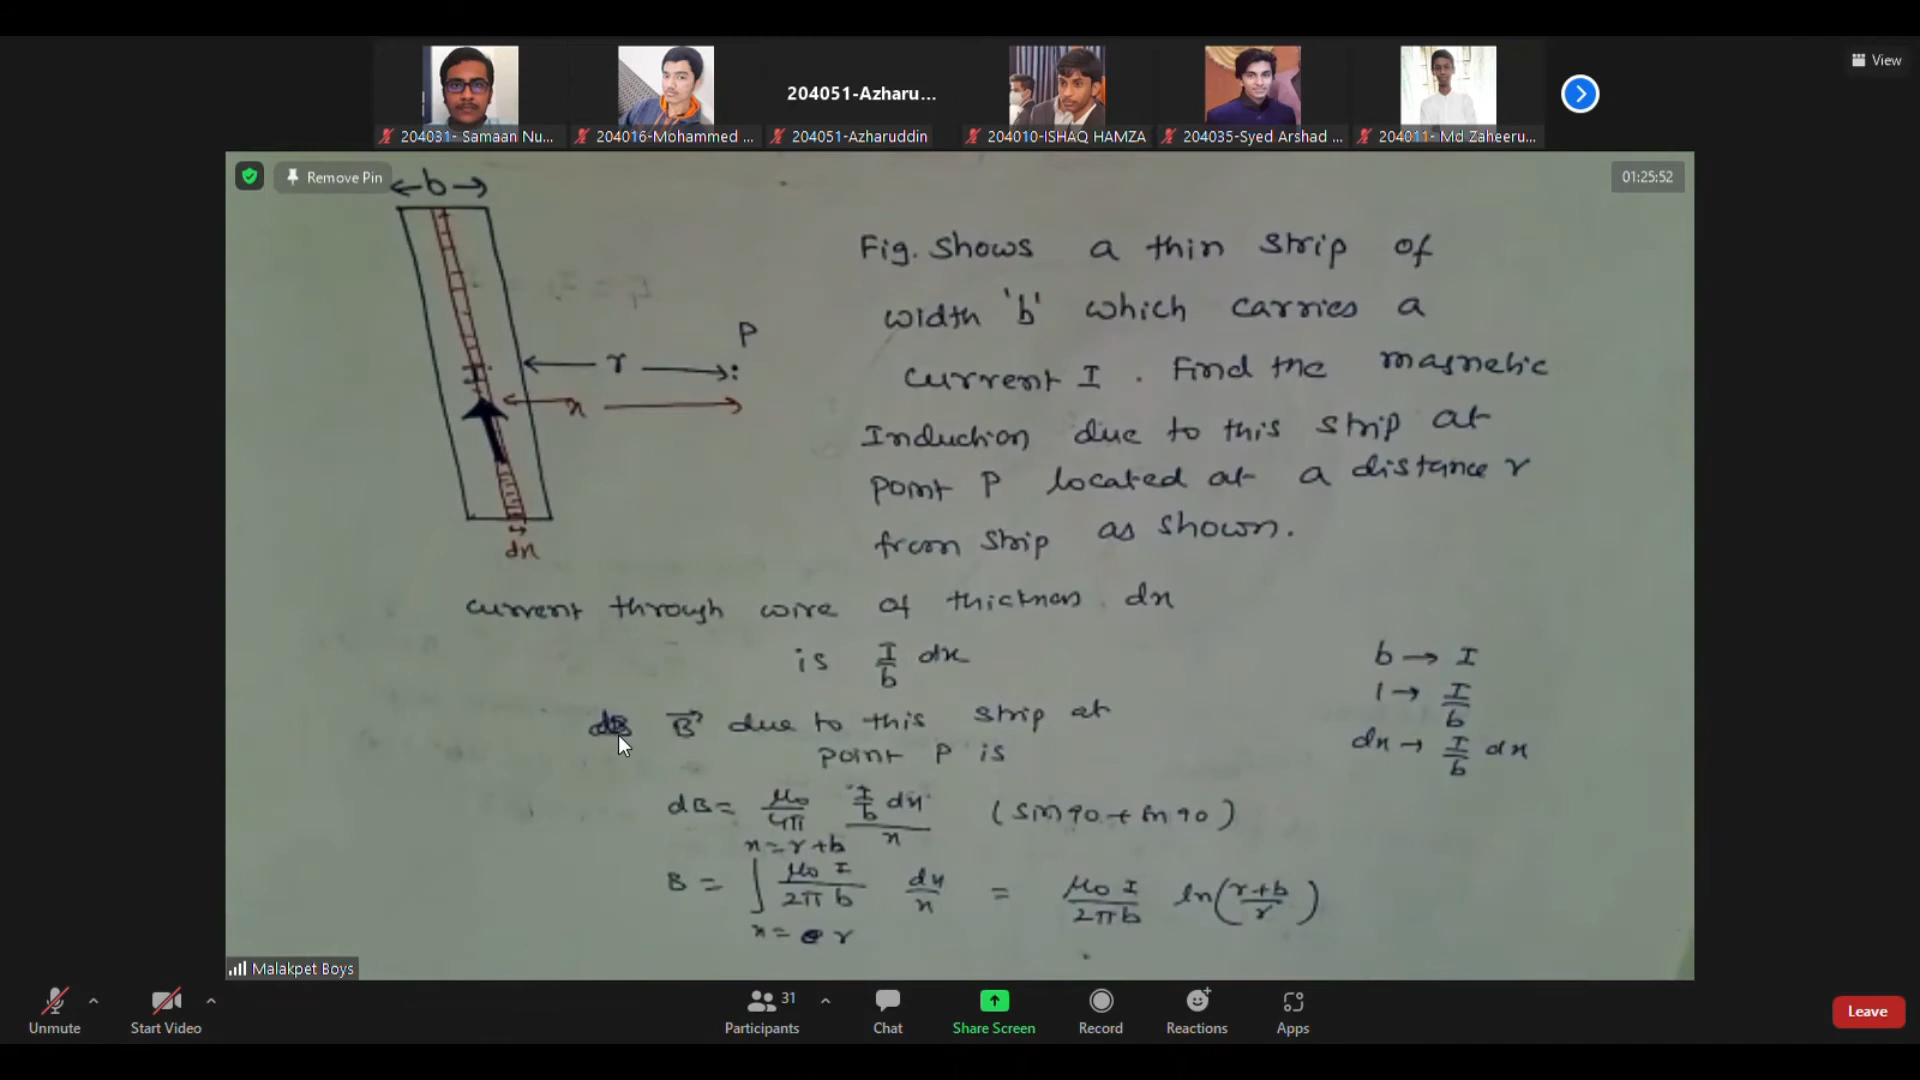 View
204051-Azharu...
204031- Samaan Nu...
204016-Mohammed ...
204051-Azharuddin
204010-ISHAQ HAMZA
204035-Syed Arshad ...
204011- Md Zaheeru...
Remove Pin
01:25:52
← b →
P
← r →
← x →
I
dx
Fig. Shows a thin strip of
width 'b' which carries a
current I . Find the magnetic
Induction due to this strip at
point P located at a distance r
from strip as shown.
current through wire of thickness dx
is I/b dx
b → I
1 → I/b
dx → I/b dx
dB B⃗ due to this strip at
point P is
dB = μ₀/4π (I/b dx)/x (sin 90 + sin 90)
x = r + b
B = ∫ μ₀ I/2π b dx/x = μ₀ I/2πb ln(r+b/r)
x = r
Malakpet Boys
Unmute
Start Video
31
Participants
Chat
Share Screen
Record
Reactions
Apps
Leave